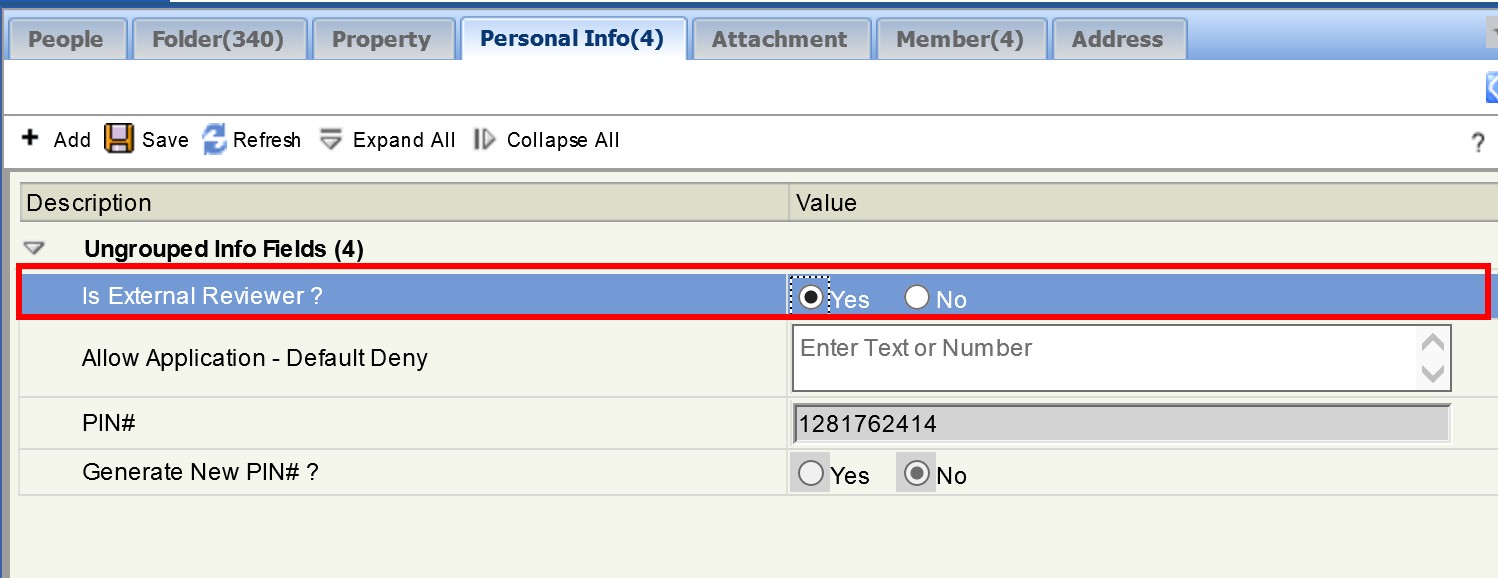 People Folder(340) Property Personal Info(4) Attachment Member(4) Address
+ Add Save Refresh Expand All Collapse All ?
Description Value
Ungrouped Info Fields (4)
Is External Reviewer ? Yes No
Allow Application - Default Deny Enter Text or Number
PIN# 1281762414
Generate New PIN# ? Yes No